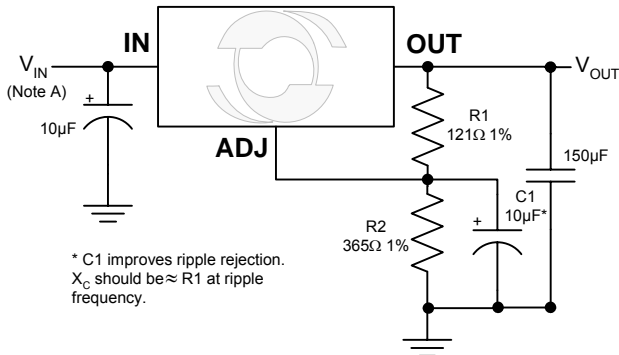 IN
OUT
V_IN
V_OUT
(Note A)
+
10µF
ADJ
R1
121Ω 1%
150µF
C1
10µF*
+
R2
365Ω 1%
* C1 improves ripple rejection.
X_C should be ≈ R1 at ripple
frequency.